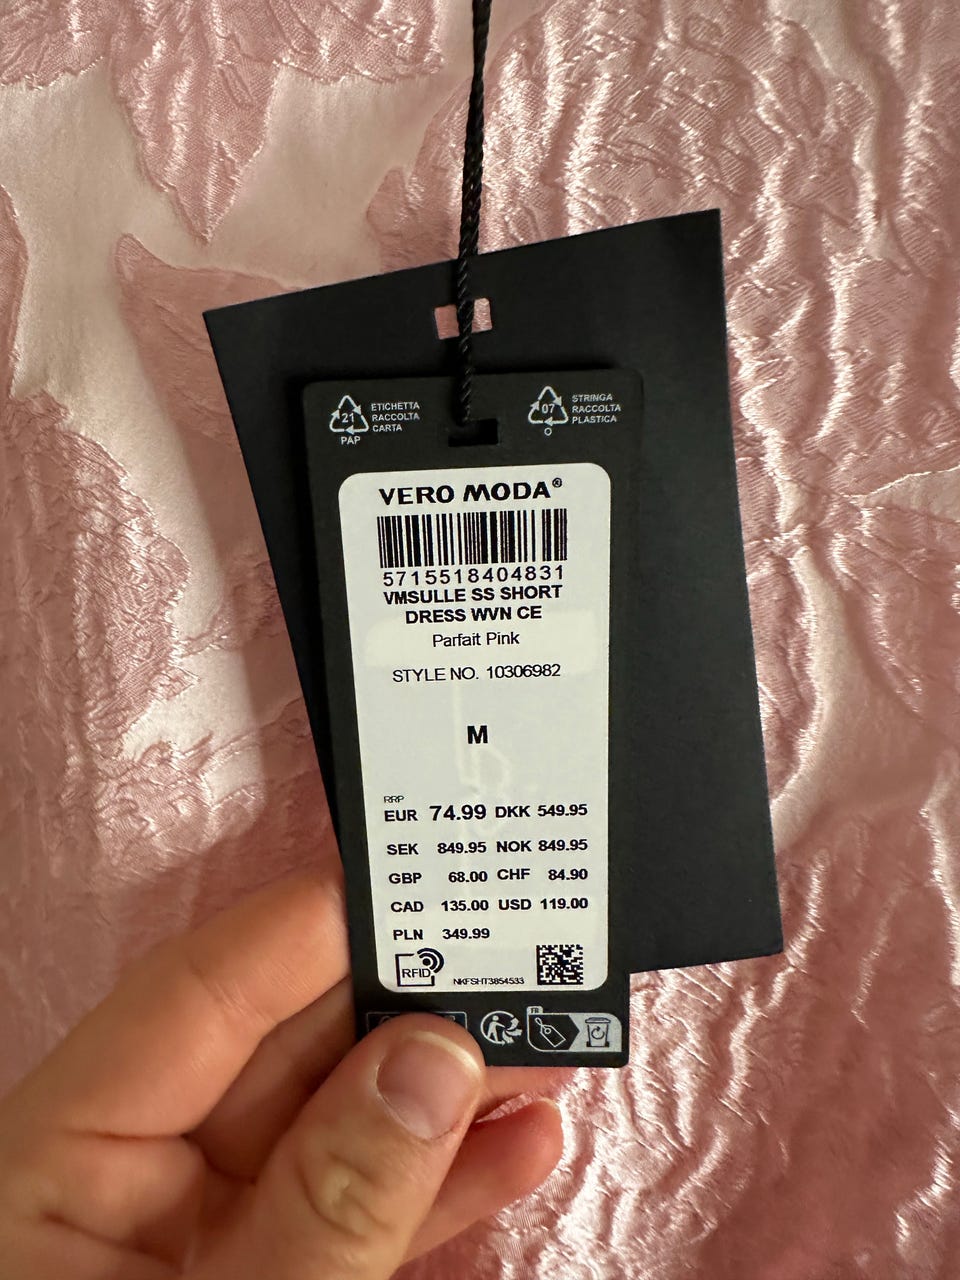 21
PAP
ETICHETTA
RACCOLTA
CARTA
07
O
STRINGA
RACCOLTA
PLASTICA
VERO MODA®
5715518404831
VMSULLE SS SHORT
DRESS WVN CE
Parfait Pink
STYLE NO. 10306982
M
RRP
EUR 74.99 DKK 549.95
SEK 849.95 NOK 849.95
GBP 68.00 CHF 84.90
CAD 135.00 USD 119.00
PLN 349.99
RFID
NKFSHT3854533
FR